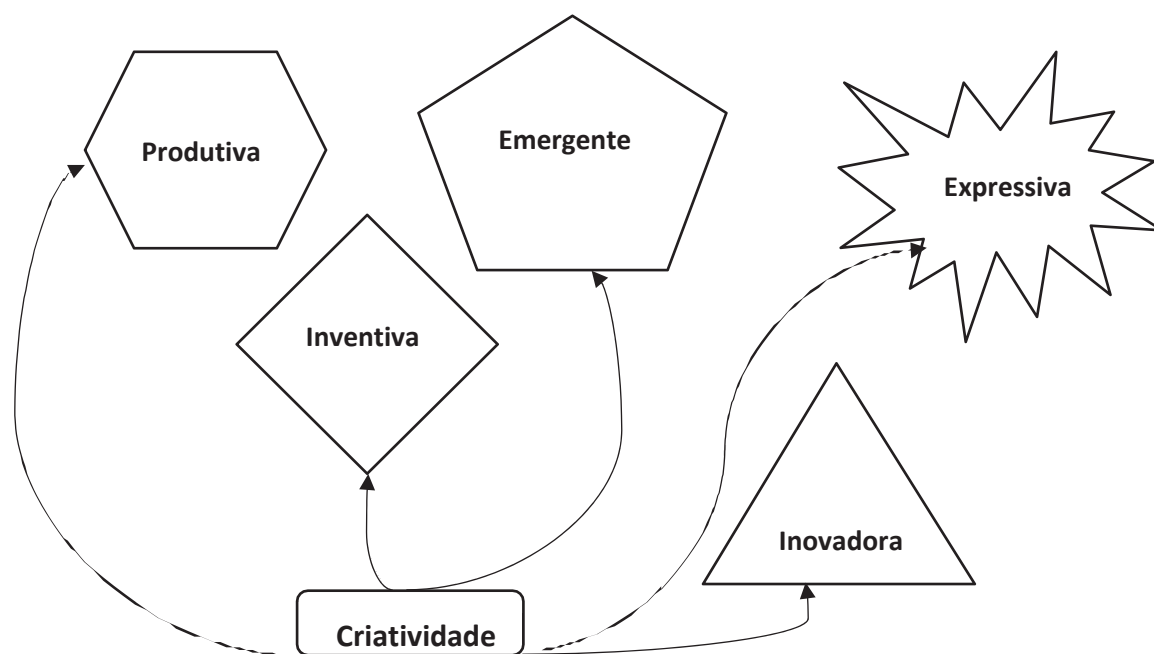 Emergente
Produtiva
Expressiva
Inventiva
Inovadora
Criatividade